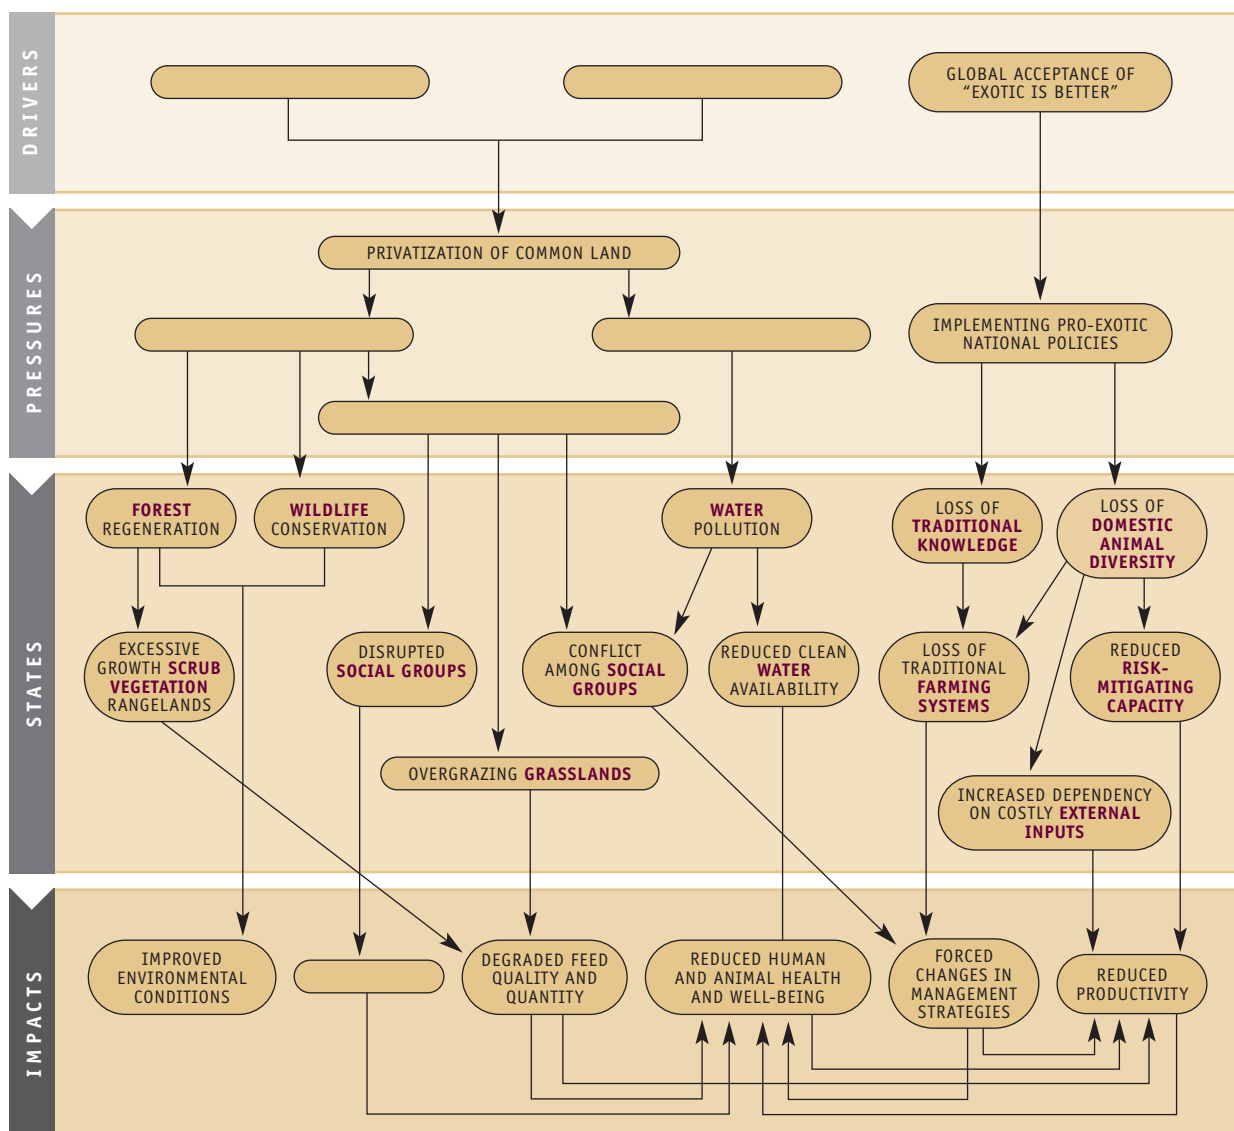 DRIVERS
GLOBAL ACCEPTANCE OF
“EXOTIC IS BETTER”
PRESSURES
PRIVATIZATION OF COMMON LAND
IMPLEMENTING PRO-EXOTIC
NATIONAL POLICIES
STATES
FOREST
REGENERATION
WILDLIFE
CONSERVATION
WATER
POLLUTION
LOSS OF
TRADITIONAL
KNOWLEDGE
LOSS OF
DOMESTIC
ANIMAL
DIVERSITY
EXCESSIVE
GROWTH SCRUB
VEGETATION
RANGELANDS
DISRUPTED
SOCIAL GROUPS
CONFLICT
AMONG SOCIAL
GROUPS
REDUCED CLEAN
WATER
AVAILABILITY
LOSS OF
TRADITIONAL
FARMING
SYSTEMS
REDUCED
RISK-
MITIGATING
CAPACITY
OVERGRAZING GRASSLANDS
INCREASED DEPENDENCY
ON COSTLY EXTERNAL
INPUTS
IMPACTS
IMPROVED
ENVIRONMENTAL
CONDITIONS
DEGRADED FEED
QUALITY AND
QUANTITY
REDUCED HUMAN
AND ANIMAL HEALTH
AND WELL-BEING
FORCED
CHANGES IN
MANAGEMENT
STRATEGIES
REDUCED
PRODUCTIVITY